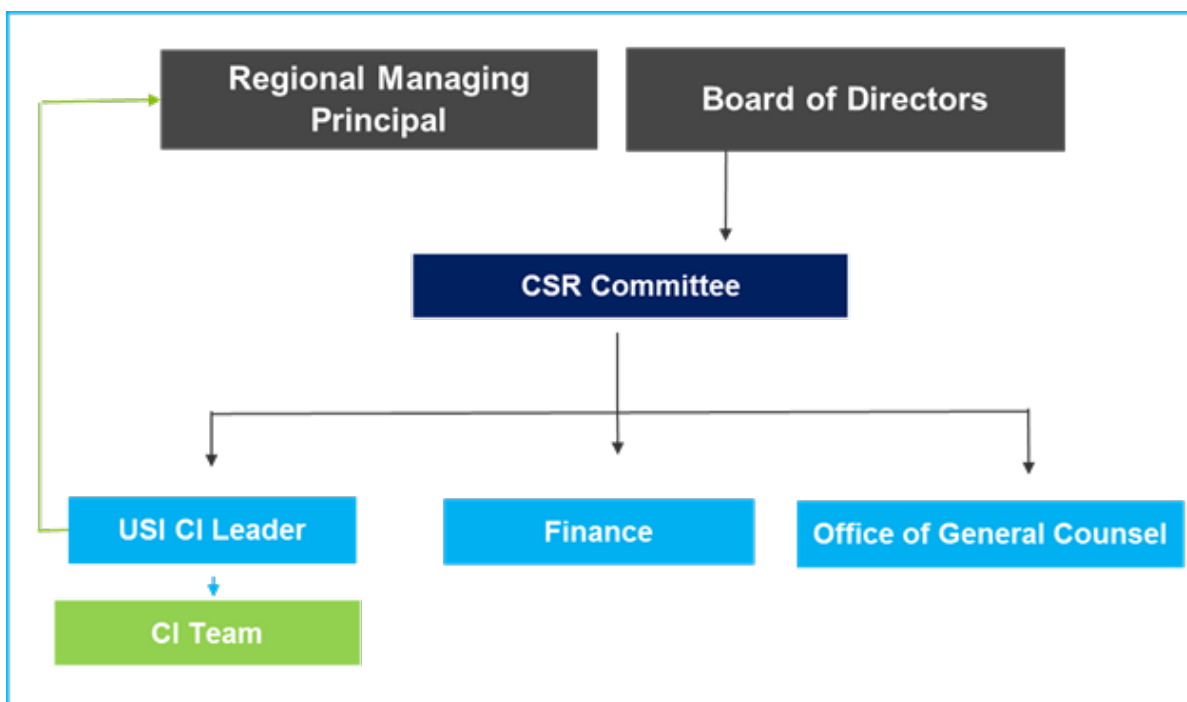 Regional Managing
Principal
Board of Directors
CSR Committee
USI CI Leader
Finance
Office of General Counsel
CI Team